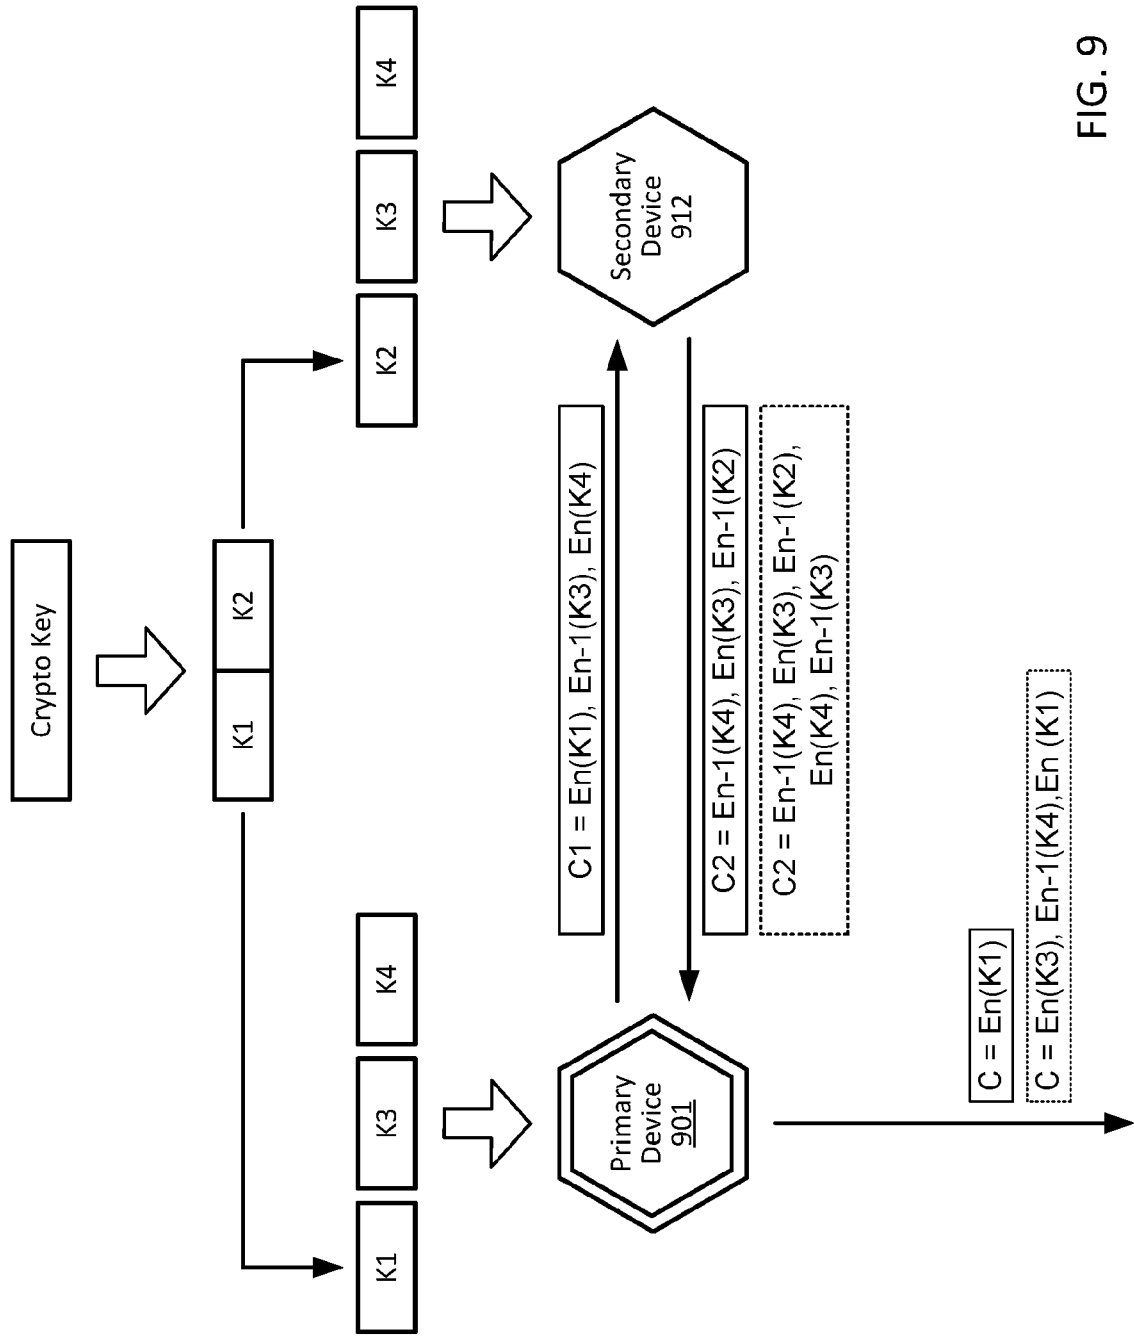 Crypto Key
K1 K2
K1 K3 K4
K2 K3 K4
Primary
Device
901
Secondary
Device
912
C1 = En(K1), En-1(K3), En(K4)
C2 = En-1(K4), En(K3), En-1(K2)
C2 = En-1(K4), En(K3), En-1(K2),
En(K4), En-1(K3)
C = En(K1)
C = En(K3), En-1(K4),En (K1)
FIG. 9